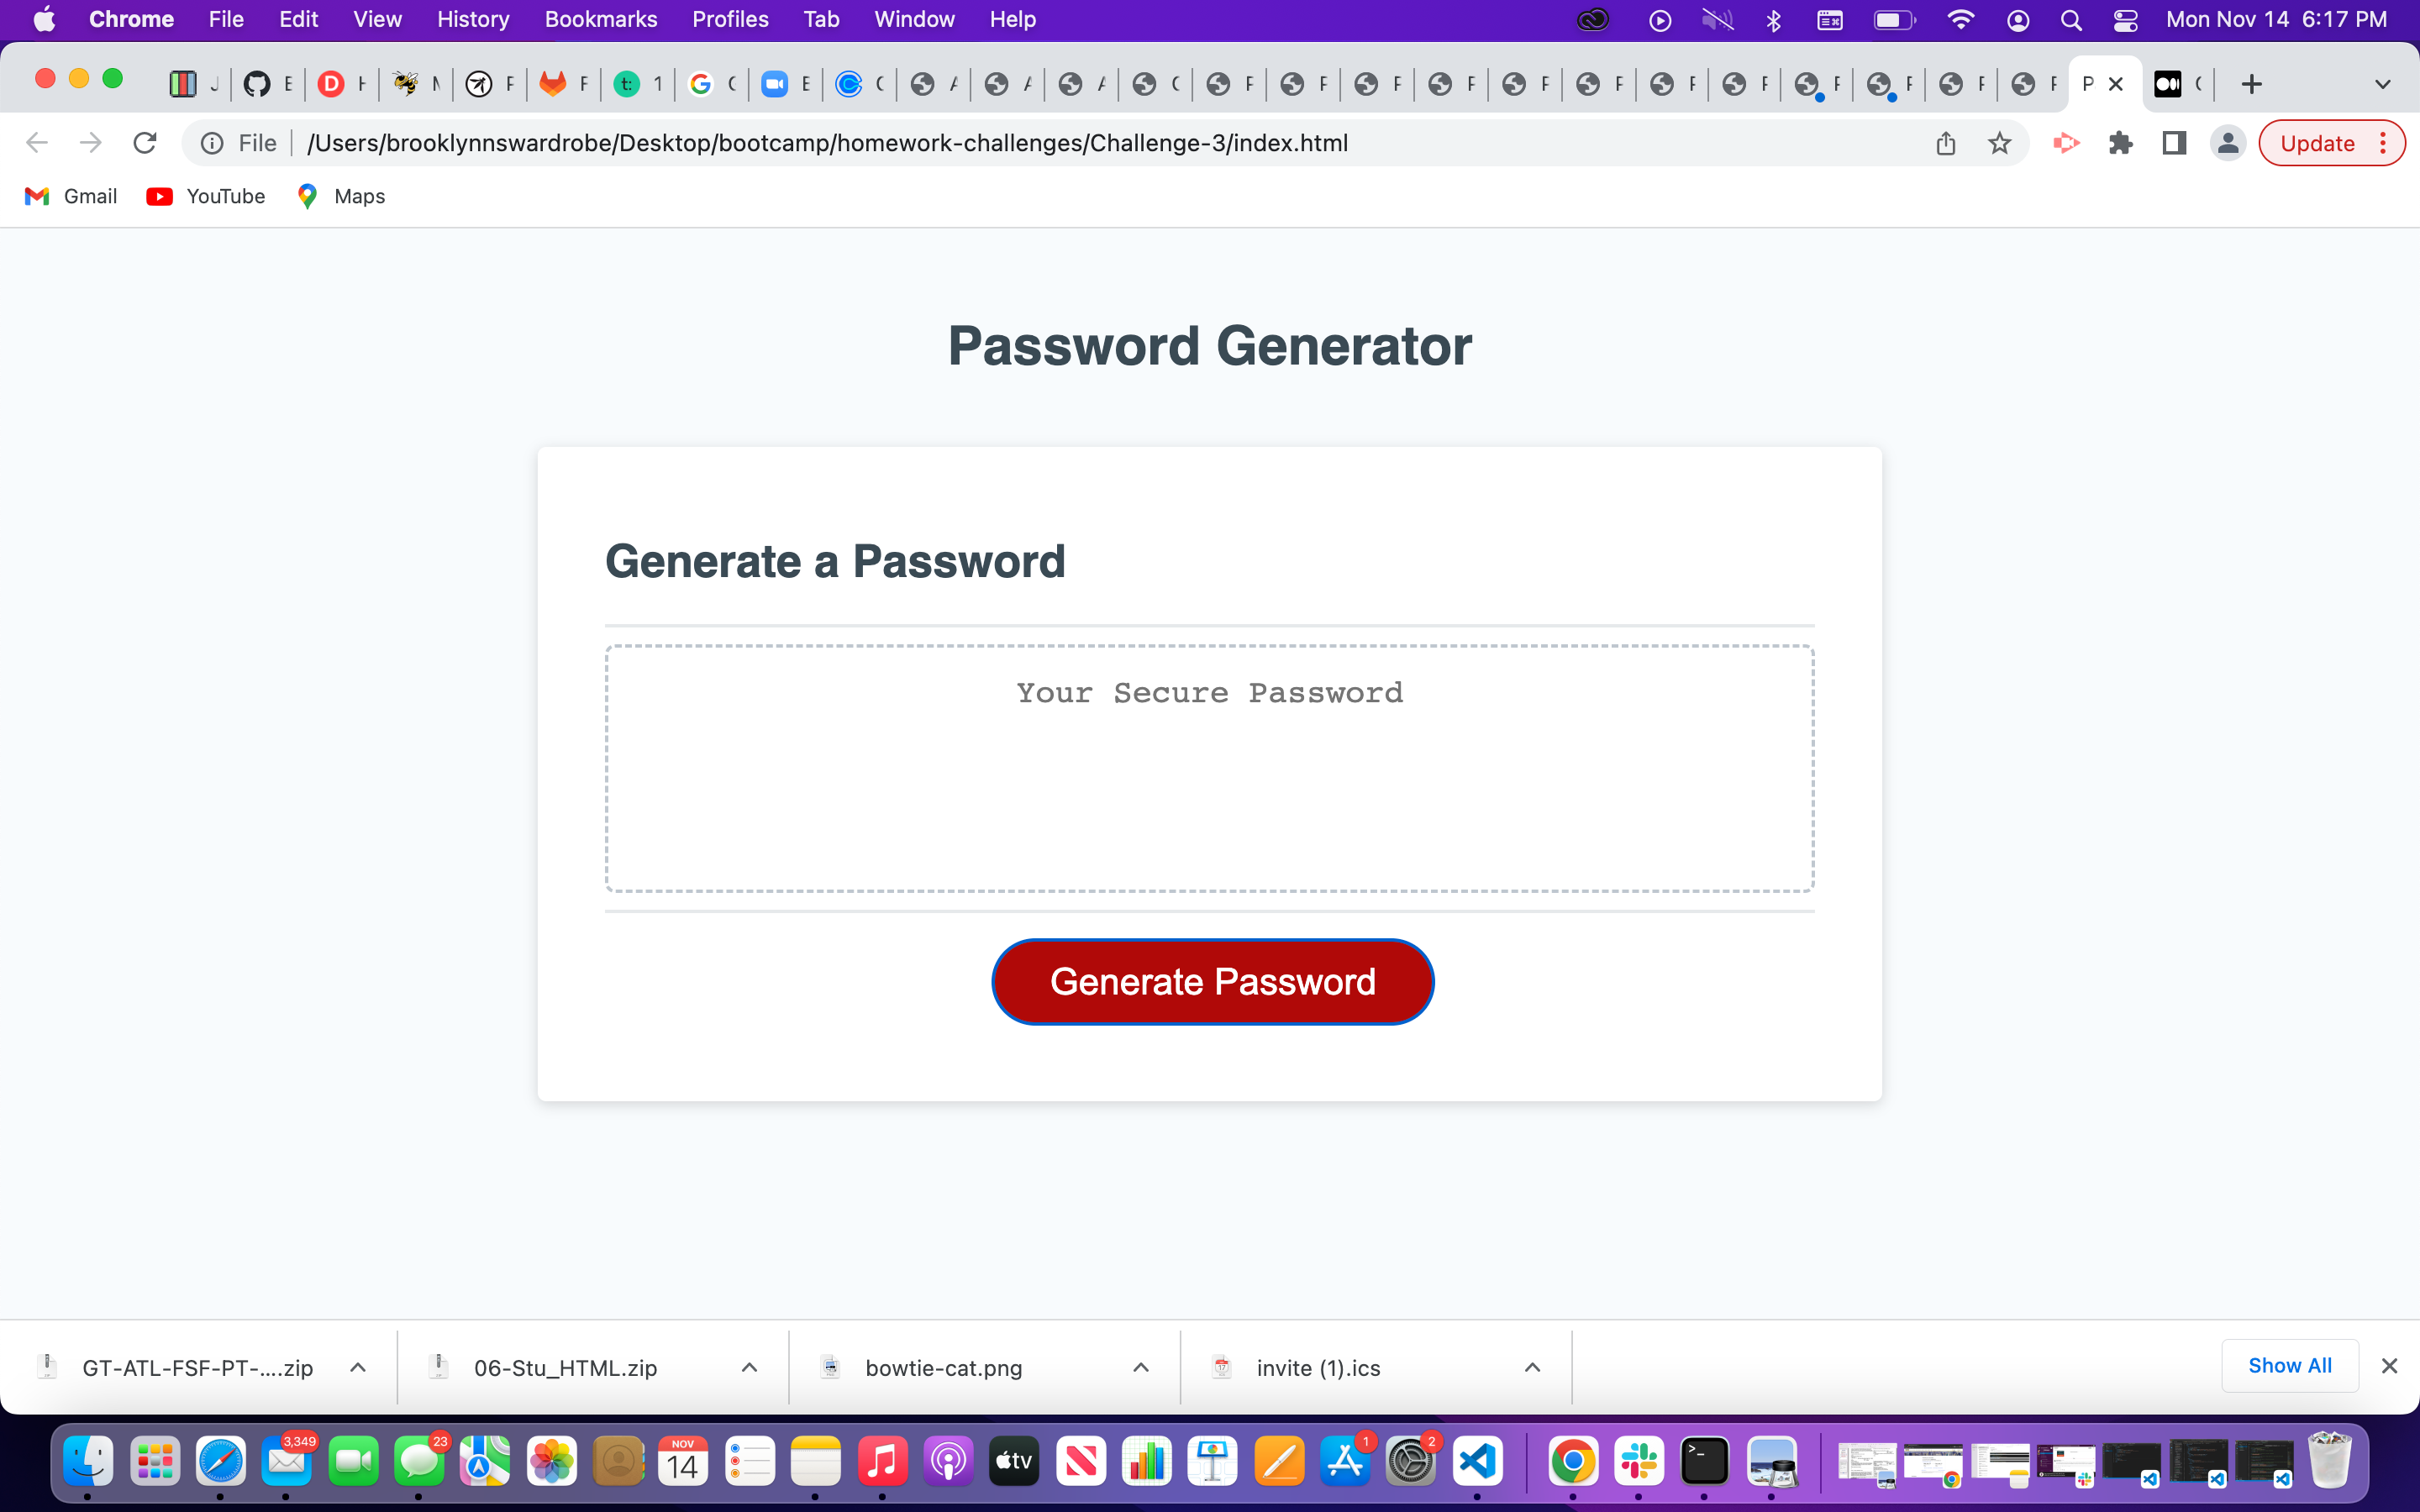 Chrome File Edit View History Bookmarks Profiles Tab Window Help Mon Nov 14 6:17 PM
File /Users/brooklynnswardrobe/Desktop/bootcamp/homework-challenges/Challenge-3/index.html Update
Gmail YouTube Maps
Password Generator
Generate a Password
Your Secure Password
Generate Password
GT-ATL-FSF-PT-....zip 06-Stu_HTML.zip bowtie-cat.png invite (1).ics Show All
3,349 23 NOV 14 tv 1 2